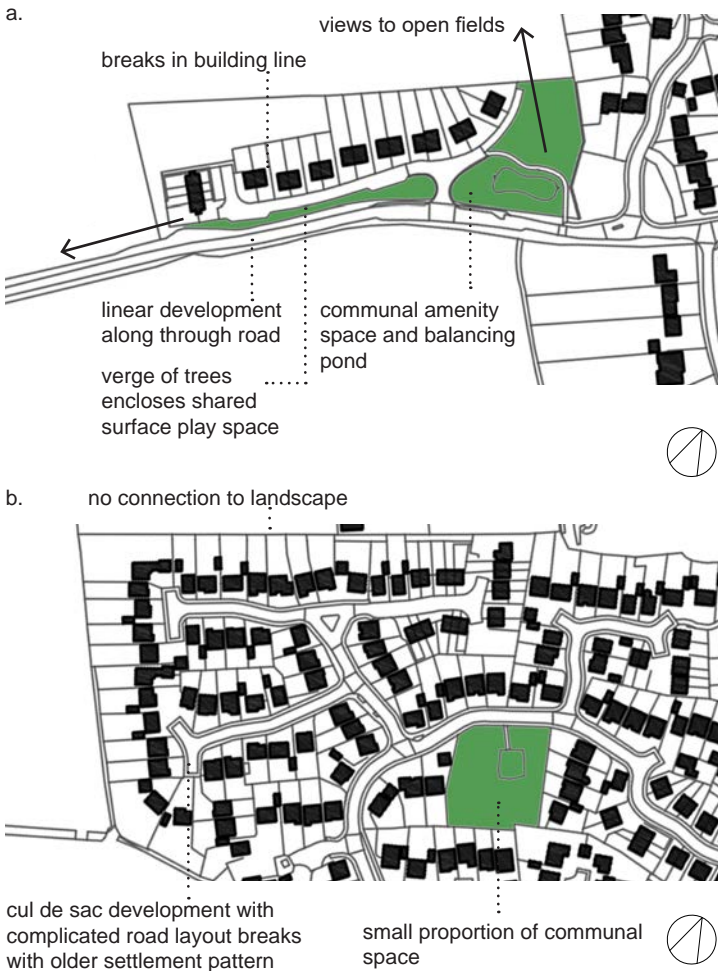 a.
views to open fields
breaks in building line
linear development
along through road
communal amenity
space and balancing
pond
verge of trees
encloses shared
surface play space
b.
no connection to landscape
cul de sac development with
complicated road layout breaks
with older settlement pattern
small proportion of communal
space